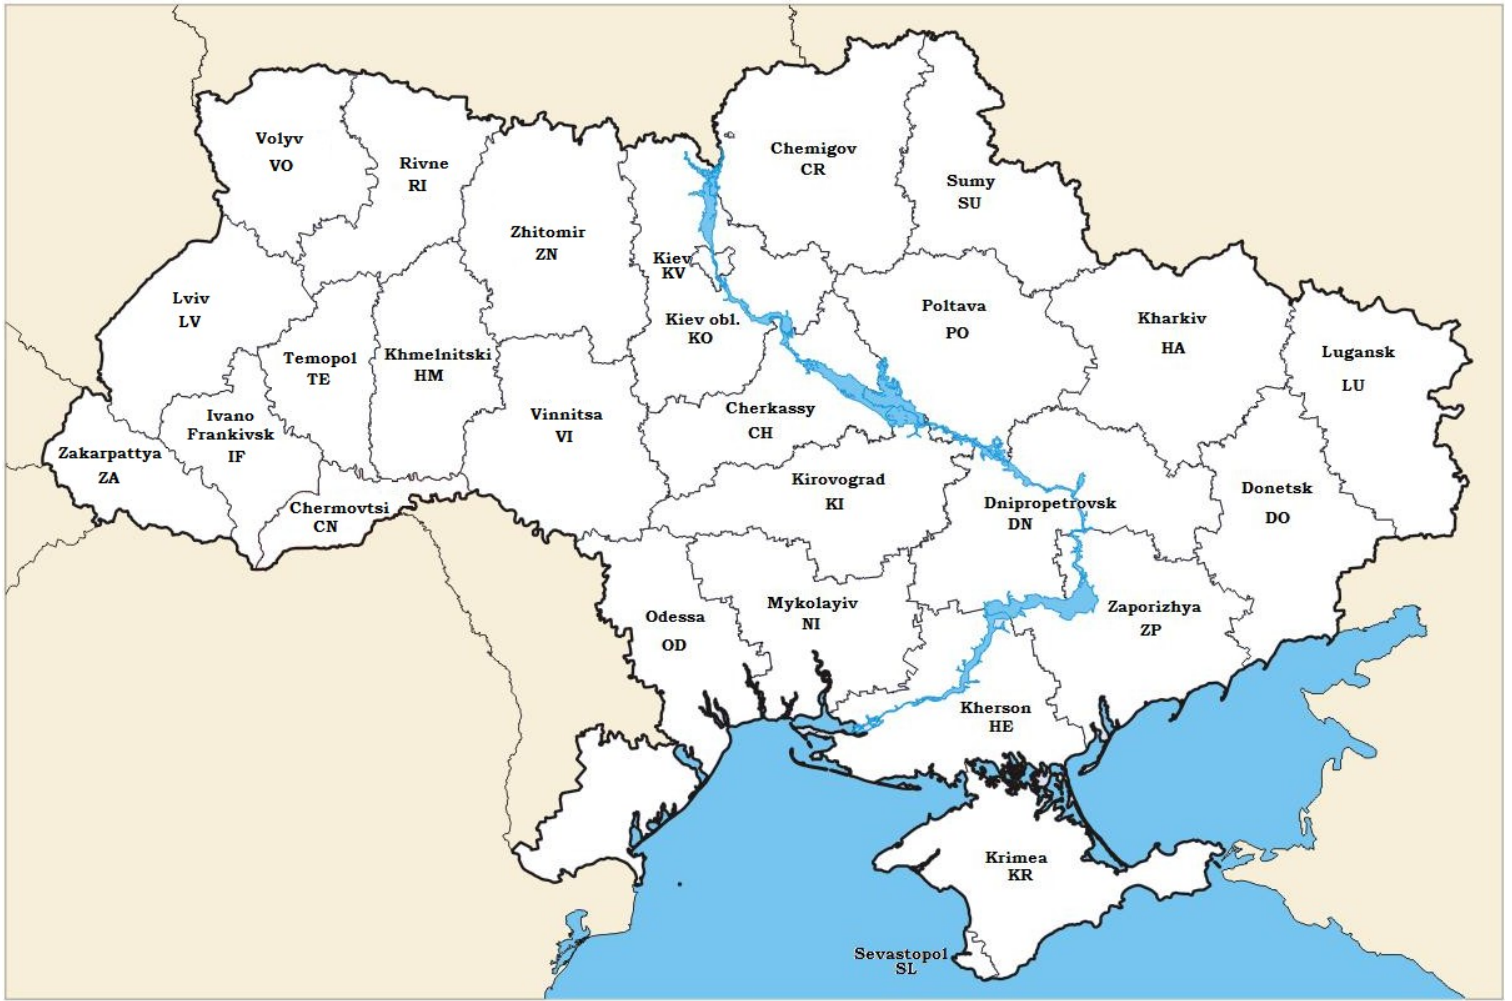 Volyv
VO
Rivne
RI
Zhitomir
ZN
Kiev
KV
Kiev obl.
KO
Chemigov
CR
Sumy
SU
Lviv
LV
Temopol
TE
Khmelnitski
HM
Vinnitsa
VI
Cherkassy
CH
Poltava
PO
Kharkiv
HA
Lugansk
LU
Zakarpattya
ZA
Ivano
Frankivsk
IF
Chermovtsi
CN
Kirovograd
KI
Dnipropetrovsk
DN
Donetsk
DO
Odessa
OD
Mykolayiv
NI
Zaporizhya
ZP
Kherson
HE
Krimea
KR
Sevastopol
SL